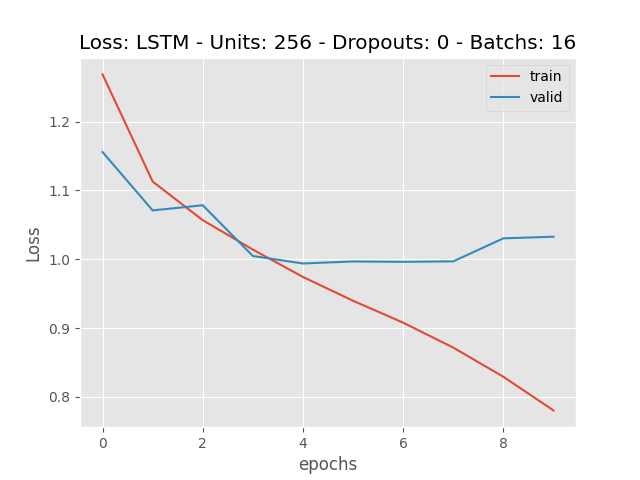 Loss: LSTM - Units: 256 - Dropouts: 0 - Batchs: 16
train
valid
1.2
1.1
1.0
0.9
0.8
Loss
0 2 4 6 8
epochs